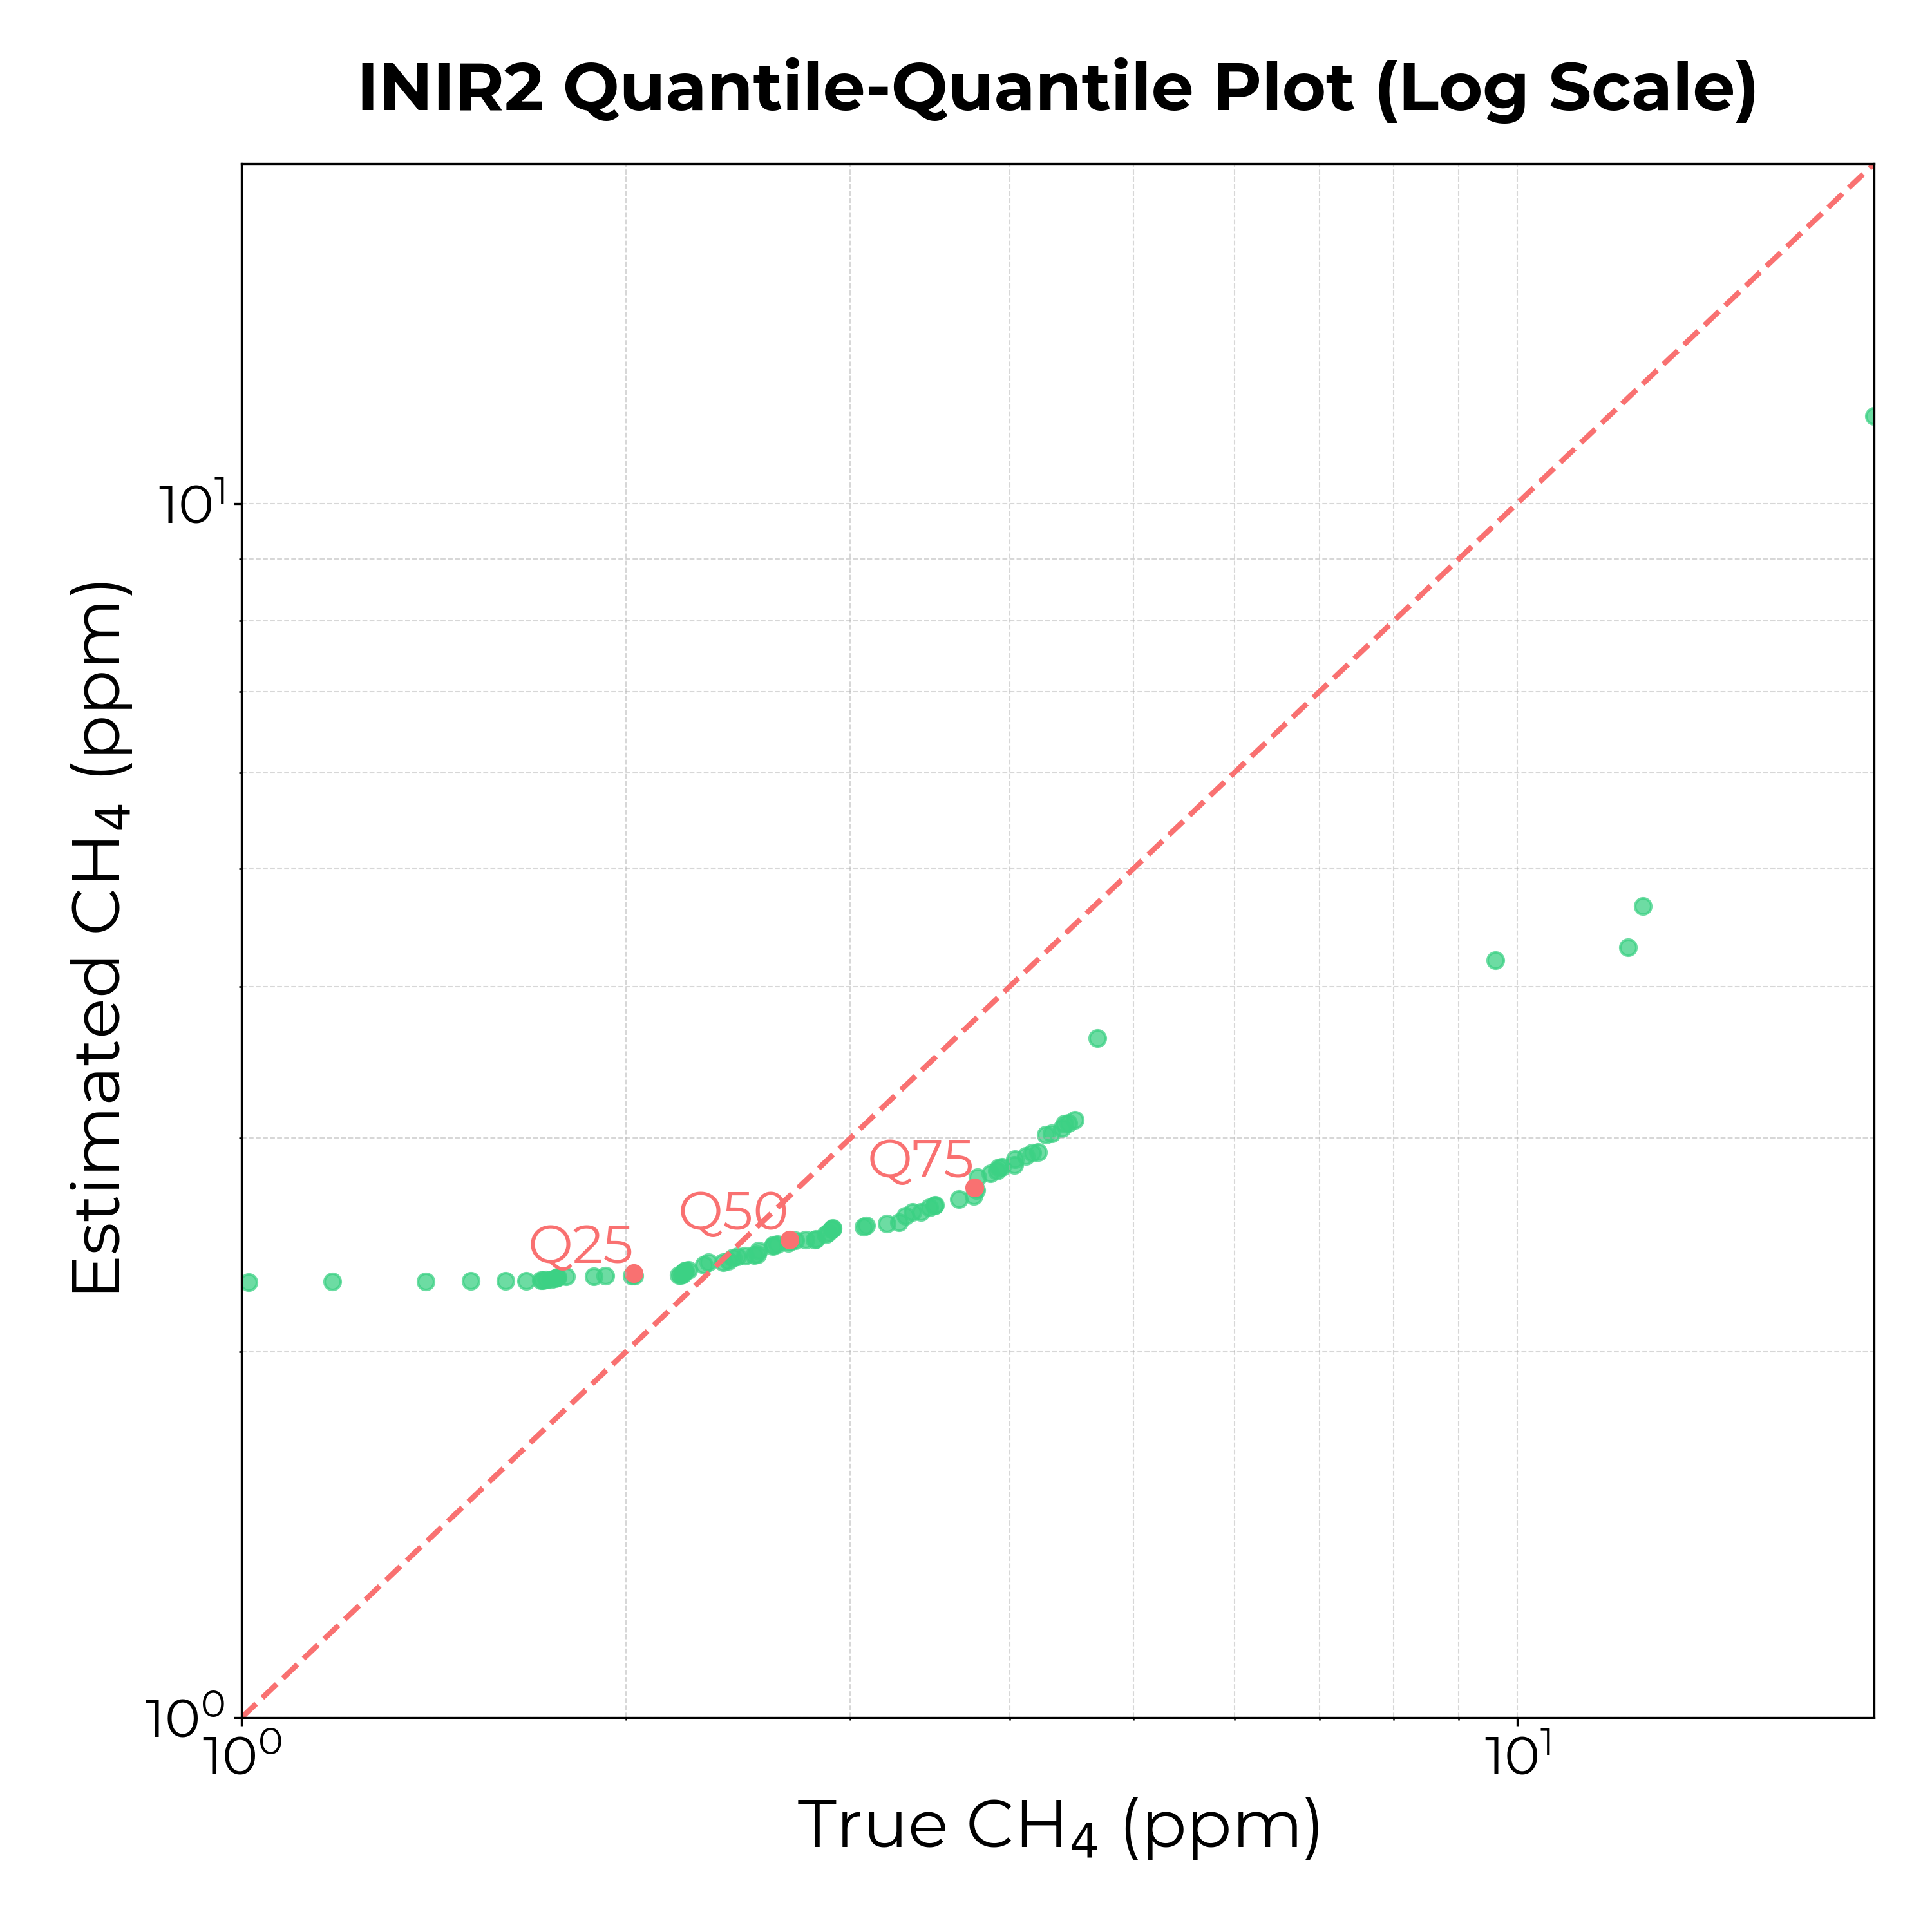 INIR2 Quantile-Quantile Plot (Log Scale)
10¹
Estimated CH₄ (ppm)
Q75
Q50
Q25
10⁰
10⁰
10¹
True CH₄ (ppm)